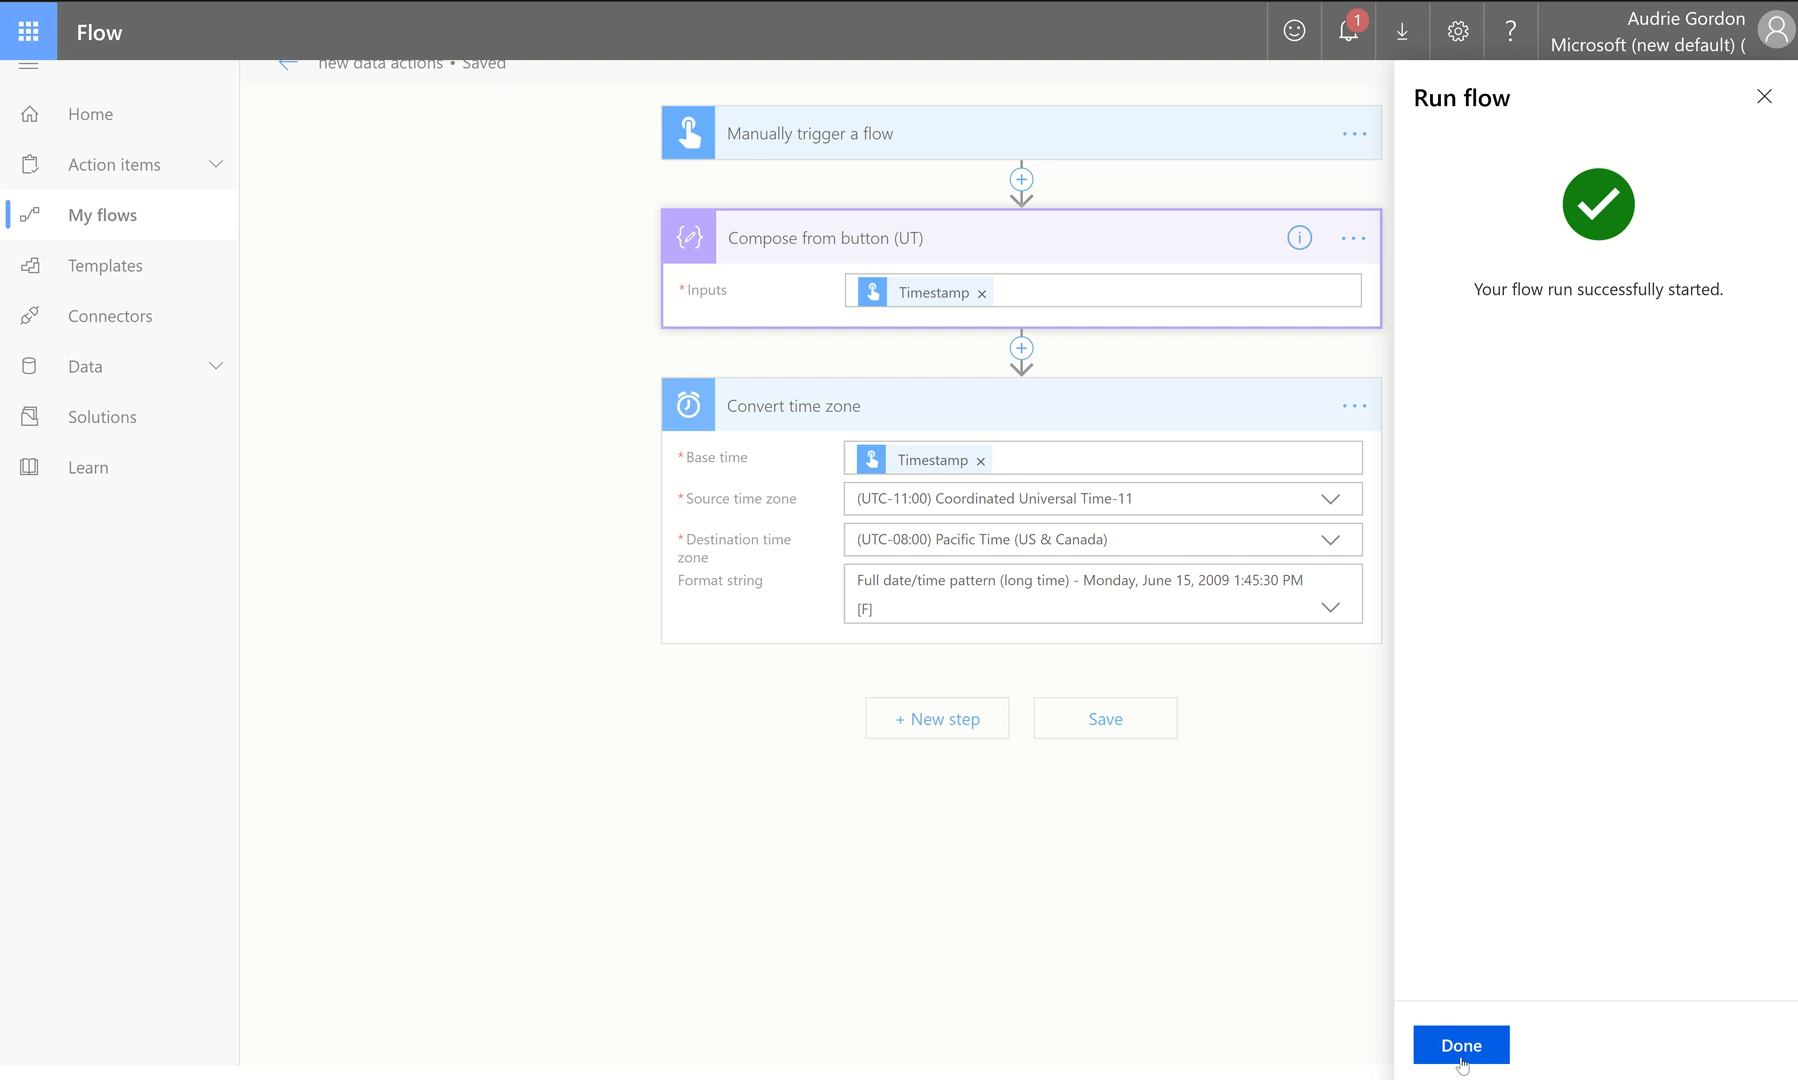 Flow
1
?
Audrie Gordon
Microsoft (new default) (
new data actions • Saved
Home
Action items
My flows
Templates
Connectors
Data
Solutions
Learn
Manually trigger a flow
Compose from button (UT)
* Inputs
Timestamp ×
Convert time zone
* Base time
Timestamp ×
* Source time zone
(UTC-11:00) Coordinated Universal Time-11
* Destination time
zone
(UTC-08:00) Pacific Time (US & Canada)
Format string
Full date/time pattern (long time) - Monday, June 15, 2009 1:45:30 PM
[F]
+ New step
Save
Run flow
Your flow run successfully started.
Done